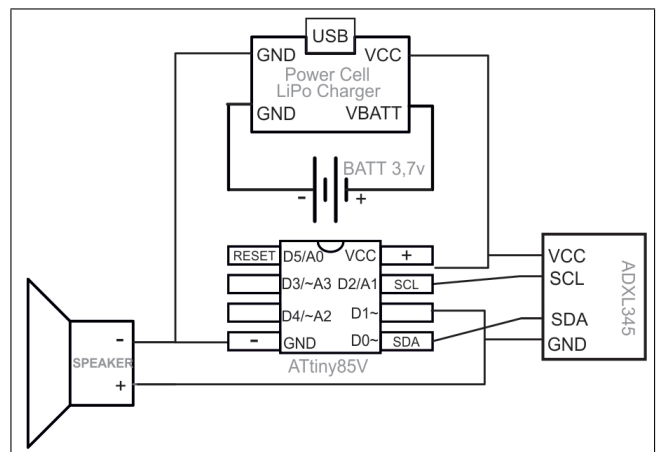 USB
GND VCC
Power Cell
LiPo Charger
GND VBATT
BATT 3,7v
- +
RESET D5/A0 VCC +
D3/~A3 D2/A1 SCL
D4/~A2 D1~
- GND D0~ SDA
ATtiny85V
VCC
SCL
SDA
GND
ADXL345
-
SPEAKER
+